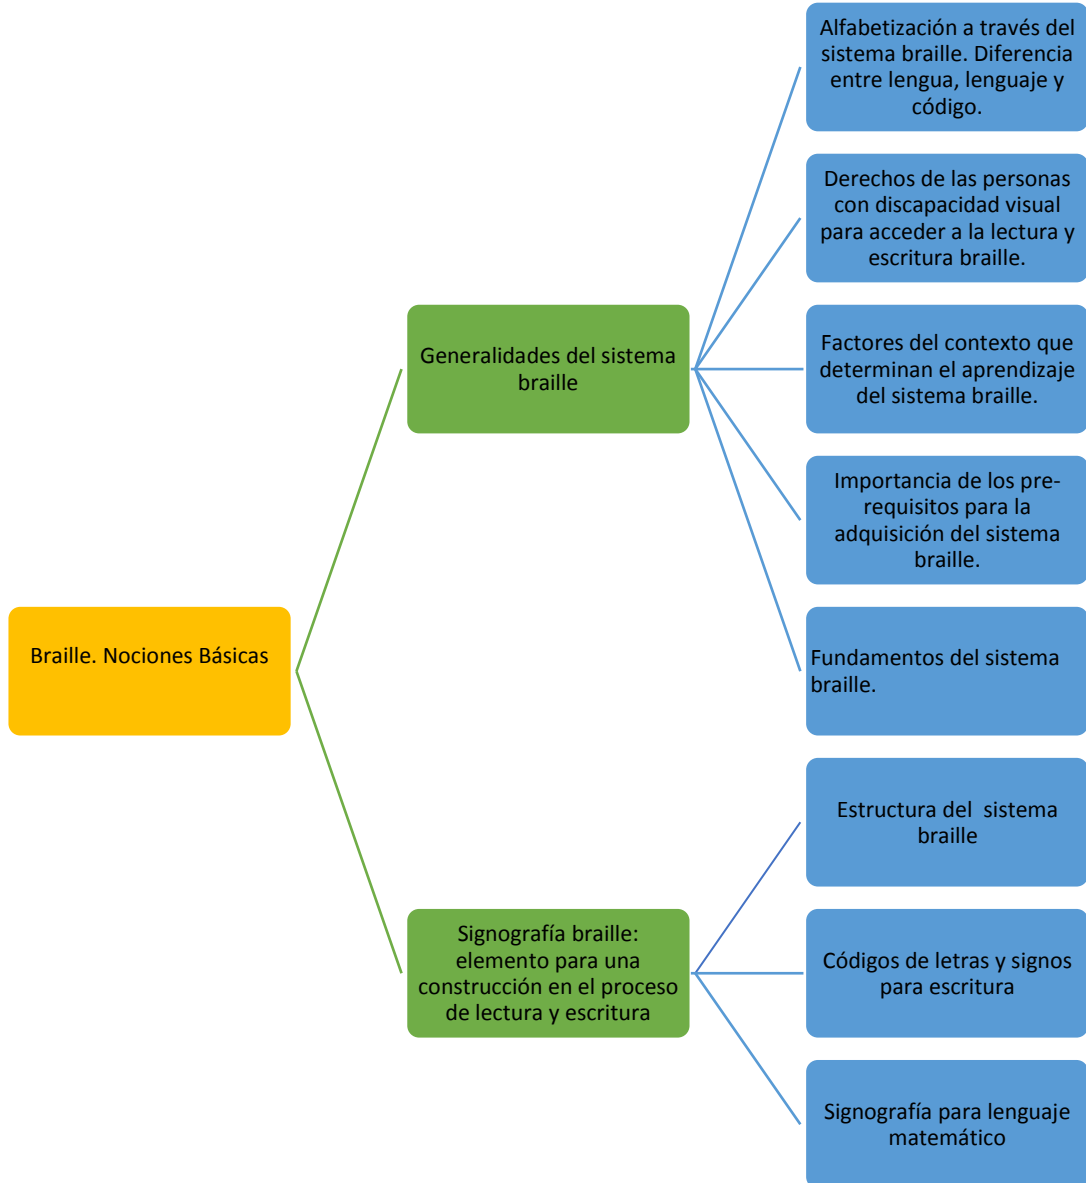 Braille. Nociones Básicas
Generalidades del sistema
braille
Alfabetización a través del
sistema braille. Diferencia
entre lengua, lenguaje y
código.
Derechos de las personas
con discapacidad visual
para acceder a la lectura y
escritura braille.
Factores del contexto que
determinan el aprendizaje
del sistema braille.
Importancia de los pre-
requisitos para la
adquisición del sistema
braille.
Fundamentos del sistema
braille.
Signografía braille:
elemento para una
construcción en el proceso
de lectura y escritura
Estructura del  sistema
braille
Códigos de letras y signos
para escritura
Signografía para lenguaje
matemático